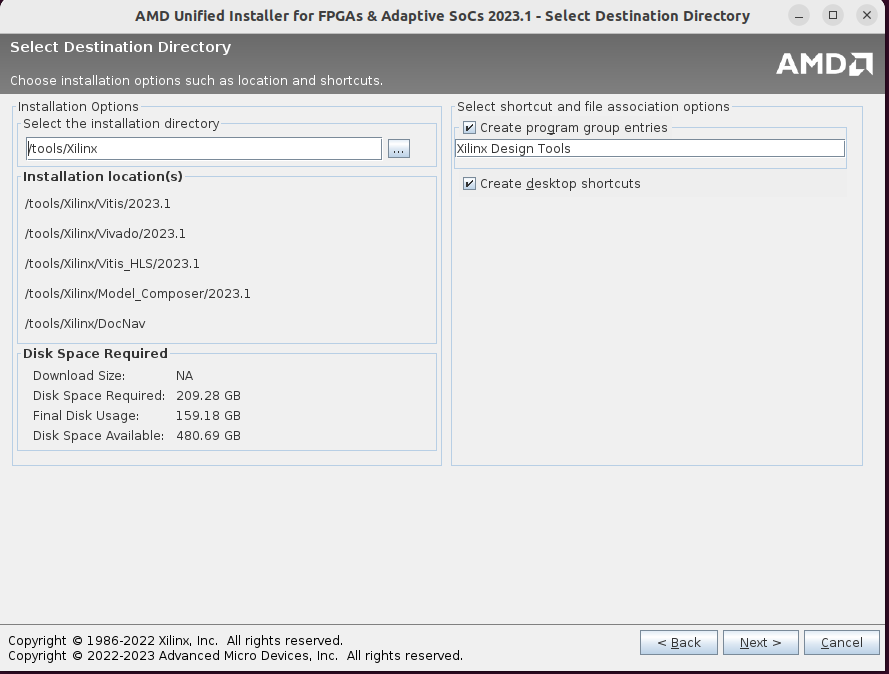 AMD Unified Installer for FPGAs & Adaptive SoCs 2023.1 - Select Destination Directory
Select Destination Directory
Choose installation options such as location and shortcuts.
AMD
Installation Options
Select the installation directory
/tools/Xilinx
...
Installation location(s)
/tools/Xilinx/Vitis/2023.1
/tools/Xilinx/Vivado/2023.1
/tools/Xilinx/Vitis_HLS/2023.1
/tools/Xilinx/Model_Composer/2023.1
/tools/Xilinx/DocNav
Disk Space Required
Download Size: NA
Disk Space Required: 209.28 GB
Final Disk Usage: 159.18 GB
Disk Space Available: 480.69 GB
Select shortcut and file association options
Create program group entries
Xilinx Design Tools
Create desktop shortcuts
Copyright © 1986-2022 Xilinx, Inc. All rights reserved.
Copyright © 2022-2023 Advanced Micro Devices, Inc. All rights reserved.
< Back
Next >
Cancel